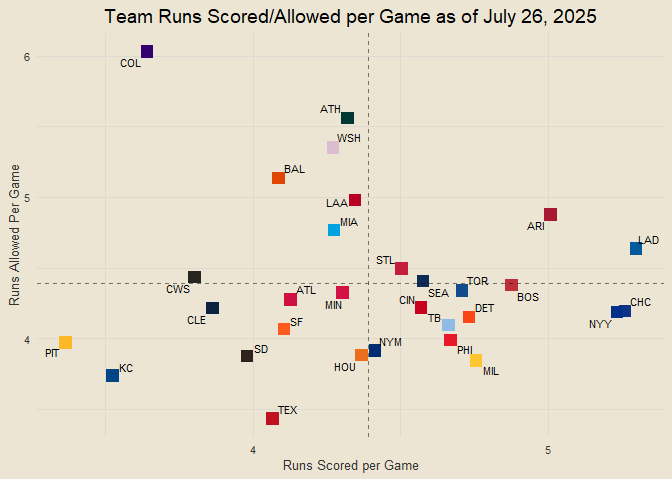 Team Runs Scored/Allowed per Game as of July 26, 2025
6
COL
ATH
WSH
BAL
5
LAA
MIA
ARI
LAD
STL
TOR
SEA
CWS
ATL
BOS
MIN
CIN
DET
CHC
CLE
TB
NYY
SF
4
PIT
SD
NYM
PHI
HOU
KC
MIL
TEX
4
5
Runs Scored per Game
Runs Allowed Per Game